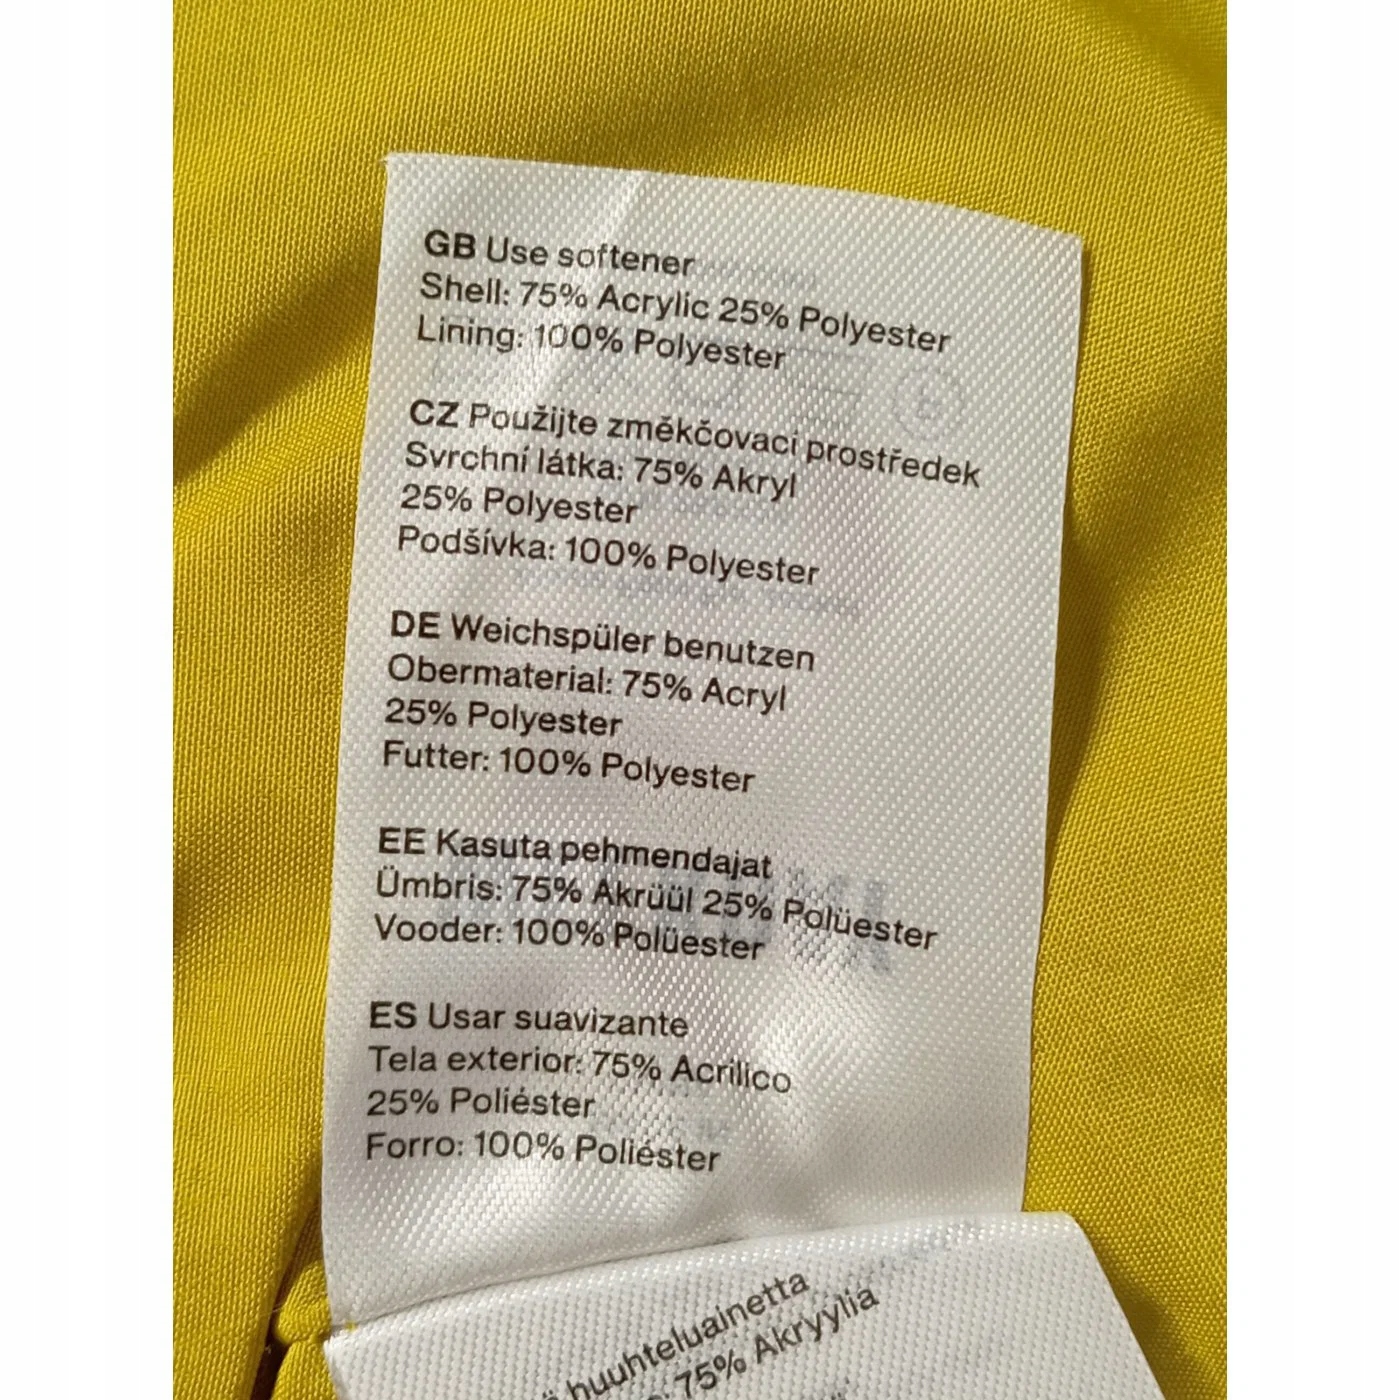 GB Use softener
Shell: 75% Acrylic 25% Polyester
Lining: 100% Polyester
CZ Použijte změkčovací prostředek
Svrchní látka: 75% Akryl
25% Polyester
Podšívka: 100% Polyester
DE Weichspüler benutzen
Obermaterial: 75% Acryl
25% Polyester
Futter: 100% Polyester
EE Kasuta pehmendajat
Ümbris: 75% Akrüül 25% Polüester
Vooder: 100% Polüester
ES Usar suavizante
Tela exterior: 75% Acrilico
25% Poliéster
Forro: 100% Poliéster
huuhteluainetta
75% Akryyliä